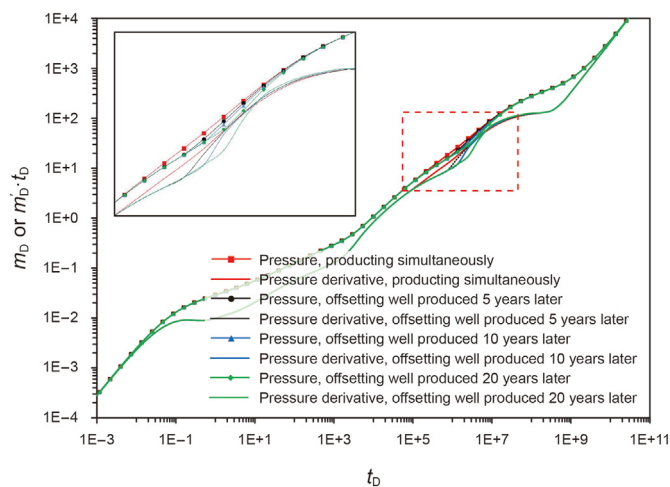 1E+4
1E+3
1E+2
1E+1
1E+0
1E−1
1E−2
1E−3
1E−4
m_D or m′_D·t_D
Pressure, producting simultaneously
Pressure derivative, producting simultaneously
Pressure, offsetting well produced 5 years later
Pressure derivative, offsetting well produced 5 years later
Pressure, offsetting well produced 10 years later
Pressure derivative, offsetting well produced 10 years later
Pressure, offsetting well produced 20 years later
Pressure derivative, offsetting well produced 20 years later
1E−3 1E−1 1E+1 1E+3 1E+5 1E+7 1E+9 1E+11
t_D